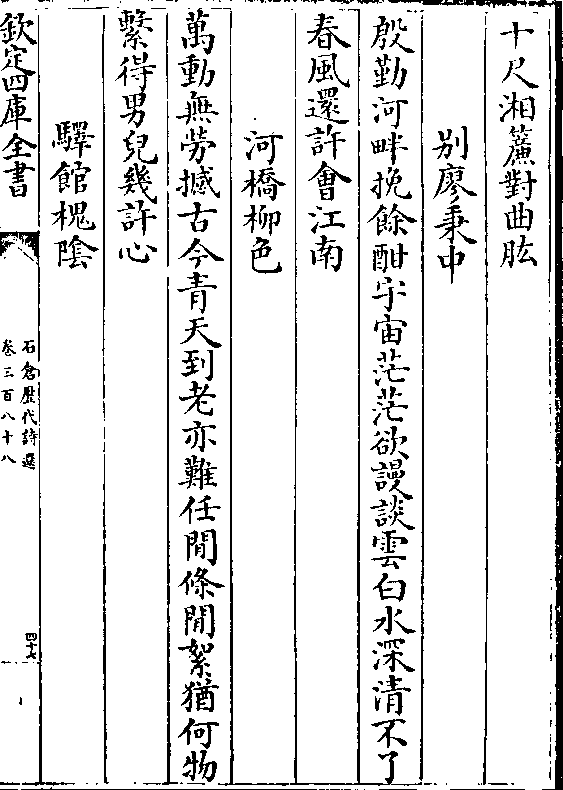 十尺湘簾對曲肱
別廖秉中
殷勤河畔挽餘酣宇宙茫茫欲謾談雲白水深清不了
春風還許會江南
河橋柳色
萬動無勞撼古今青天到老亦難任閒條閒絮猶何物
繫得男兒幾許心
驛館槐陰
欽定四庫全書
石倉歷代詩選
卷三百八十八
四十七